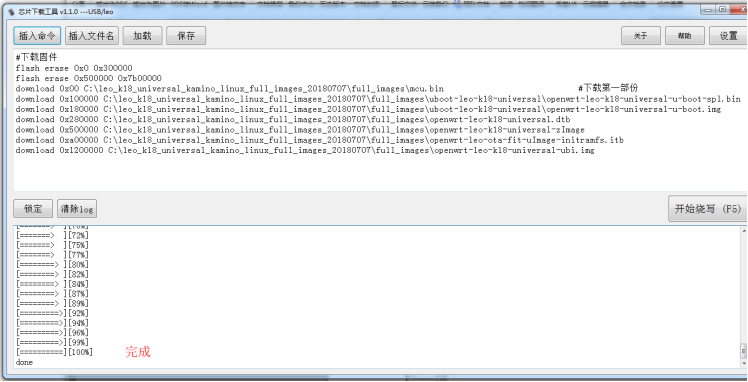 芯片下载工具 v1.1.0 ---USB/leo
插入命令 插入文件名 加载 保存 关于 帮助 设置
#下载固件
flash erase 0x0 0x300000
flash erase 0x500000 0x7b00000
download 0x00 C:\leo_k18_universal_kamino_linux_full_images_20180707\full_images\mcu.bin #下载第一部份
download 0x100000 C:\leo_k18_universal_kamino_linux_full_images_20180707\full_images\uboot-leo-k18-universal\openwrt-leo-k18-universal-u-boot-spl.bin
download 0x180000 C:\leo_k18_universal_kamino_linux_full_images_20180707\full_images\uboot-leo-k18-universal\openwrt-leo-k18-universal-u-boot.img
download 0x280000 C:\leo_k18_universal_kamino_linux_full_images_20180707\full_images\openwrt-leo-k18-universal.dtb
download 0x500000 C:\leo_k18_universal_kamino_linux_full_images_20180707\full_images\openwrt-leo-k18-universal-zImage
download 0xa00000 C:\leo_k18_universal_kamino_linux_full_images_20180707\full_images\openwrt-leo-ota-fit-uImage-initramfs.itb
download 0x1200000 C:\leo_k18_universal_kamino_linux_full_images_20180707\full_images\openwrt-leo-k18-universal-ubi.img
锁定 清除log 开始烧写 (F5)
[=======> ][72%]
[=======> ][75%]
[=======> ][77%]
[========> ][80%]
[========> ][82%]
[========> ][84%]
[========> ][87%]
[========> ][89%]
[=========>][92%]
[=========>][94%]
[=========>][96%]
[=========>][99%]
[==========][100%] 完成
done